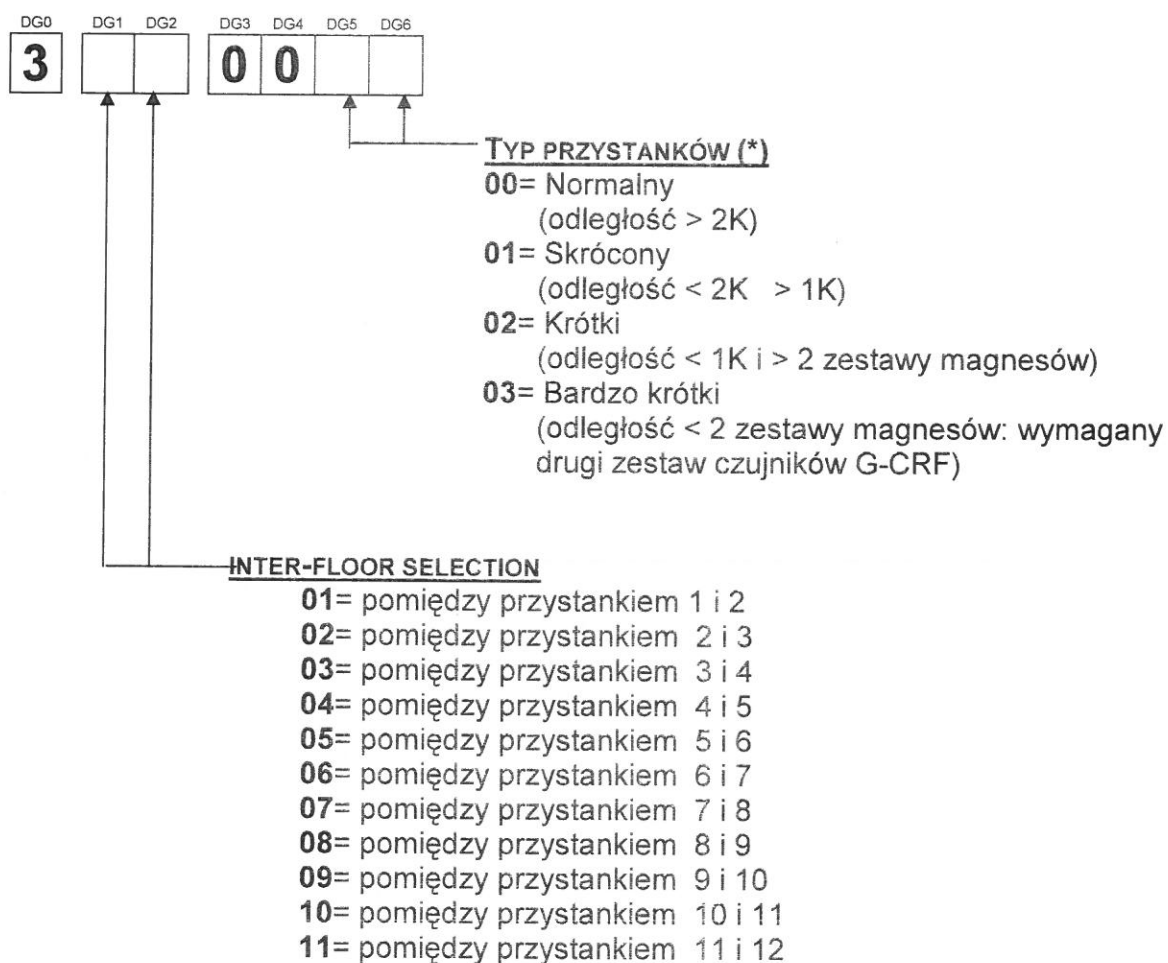 DG0 DG1 DG2 DG3 DG4 DG5 DG6
3 0 0
TYP PRZYSTANKÓW (*)
00= Normalny
(odległość > 2K)
01= Skrócony
(odległość < 2K > 1K)
02= Krótki
(odległość < 1K i > 2 zestawy magnesów)
03= Bardzo krótki
(odległość < 2 zestawy magnesów: wymagany
drugi zestaw czujników G-CRF)
INTER-FLOOR SELECTION
01= pomiędzy przystankiem 1 i 2
02= pomiędzy przystankiem 2 i 3
03= pomiędzy przystankiem 3 i 4
04= pomiędzy przystankiem 4 i 5
05= pomiędzy przystankiem 5 i 6
06= pomiędzy przystankiem 6 i 7
07= pomiędzy przystankiem 7 i 8
08= pomiędzy przystankiem 8 i 9
09= pomiędzy przystankiem 9 i 10
10= pomiędzy przystankiem 10 i 11
11= pomiędzy przystankiem 11 i 12